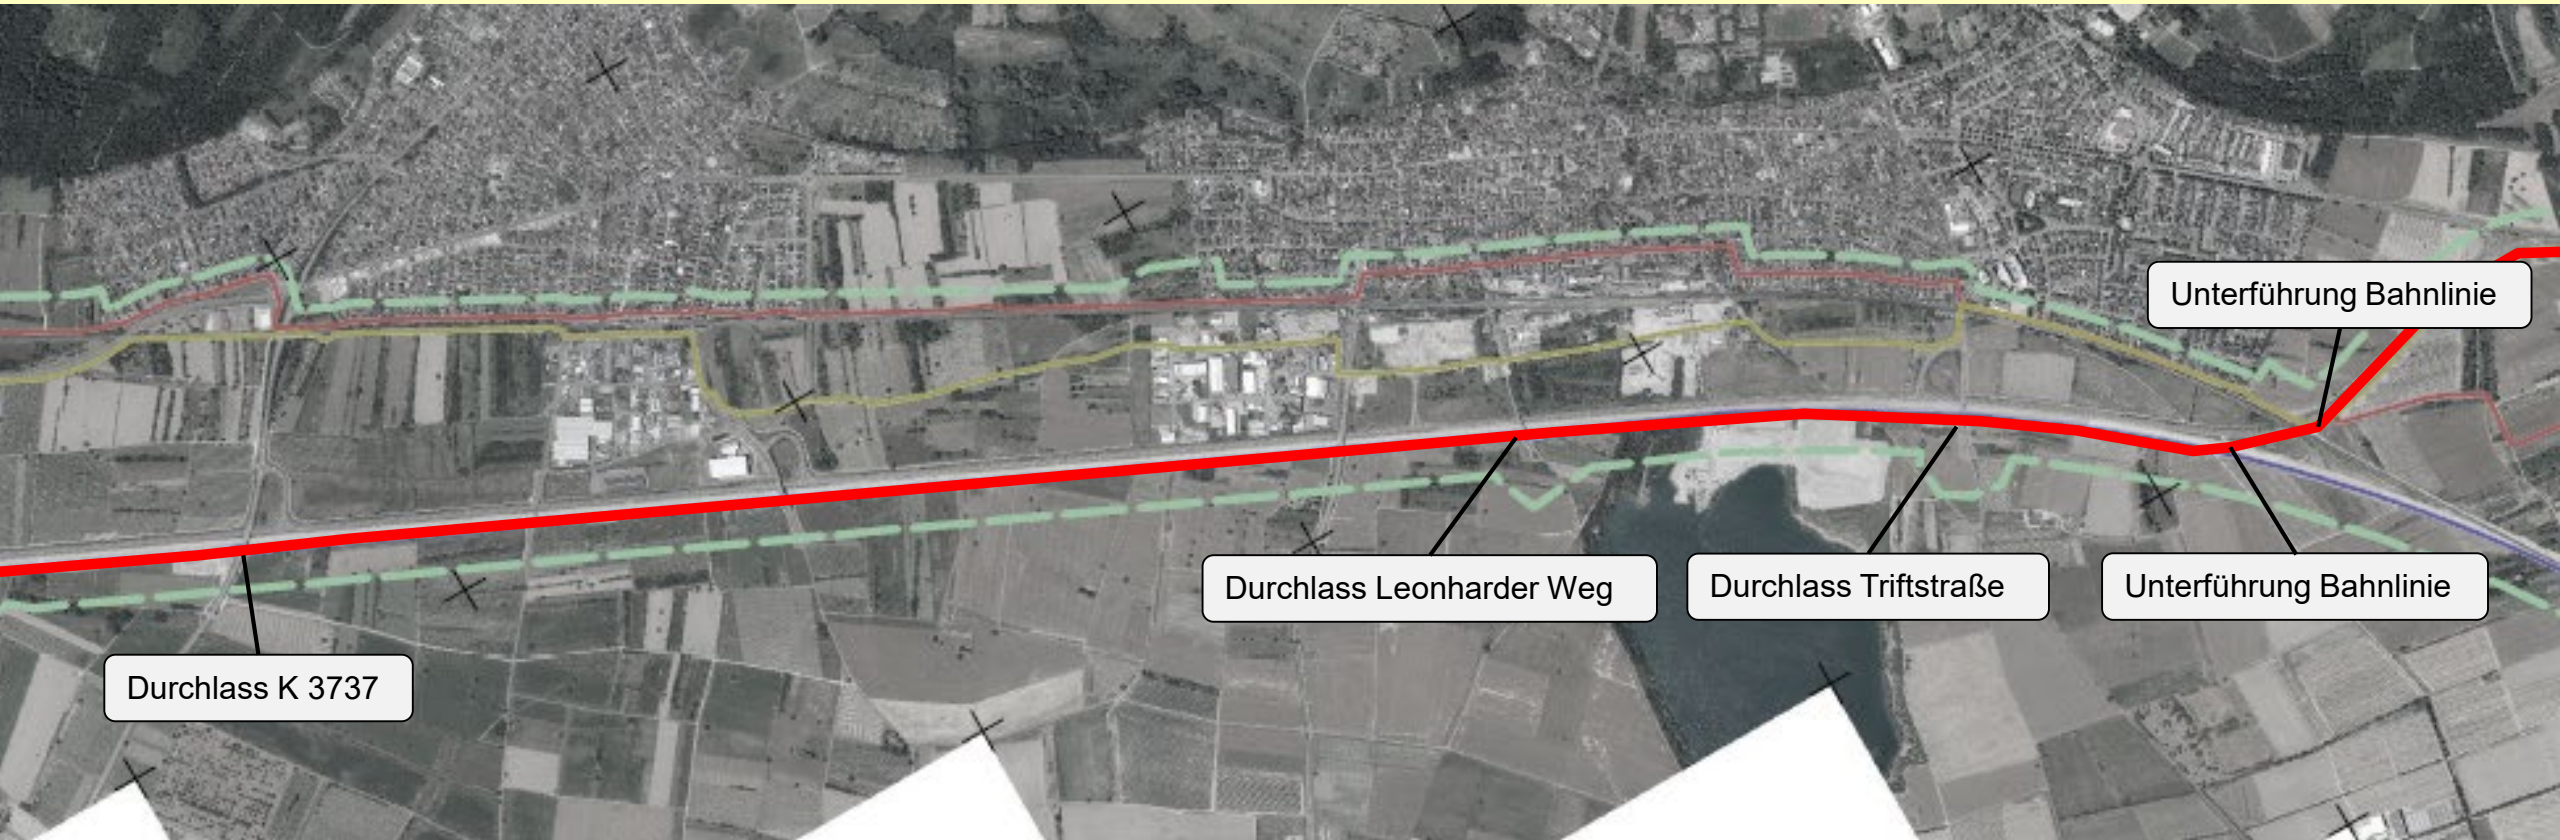 Unterführung Bahnlinie
Durchlass Leonharder Weg
Durchlass Triftstraße
Unterführung Bahnlinie
Durchlass K 3737